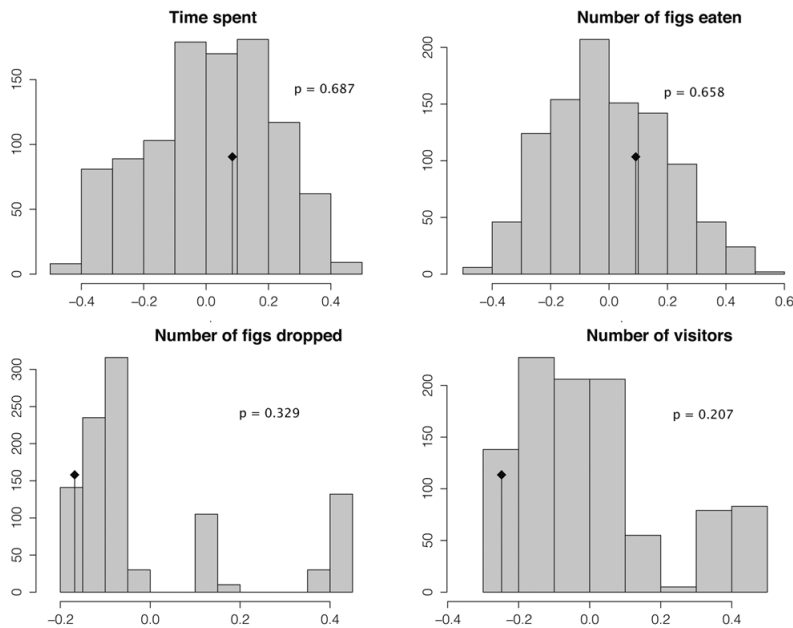 Time spent
p = 0.687
150
100
50
0
−0.4 −0.2 0.0 0.2 0.4
Number of figs eaten
p = 0.658
200
150
100
50
0
−0.4 −0.2 0.0 0.2 0.4 0.6
Number of figs dropped
p = 0.329
300
250
200
150
100
50
0
−0.2 0.0 0.2 0.4
Number of visitors
p = 0.207
200
150
100
50
0
−0.4 −0.2 0.0 0.2 0.4